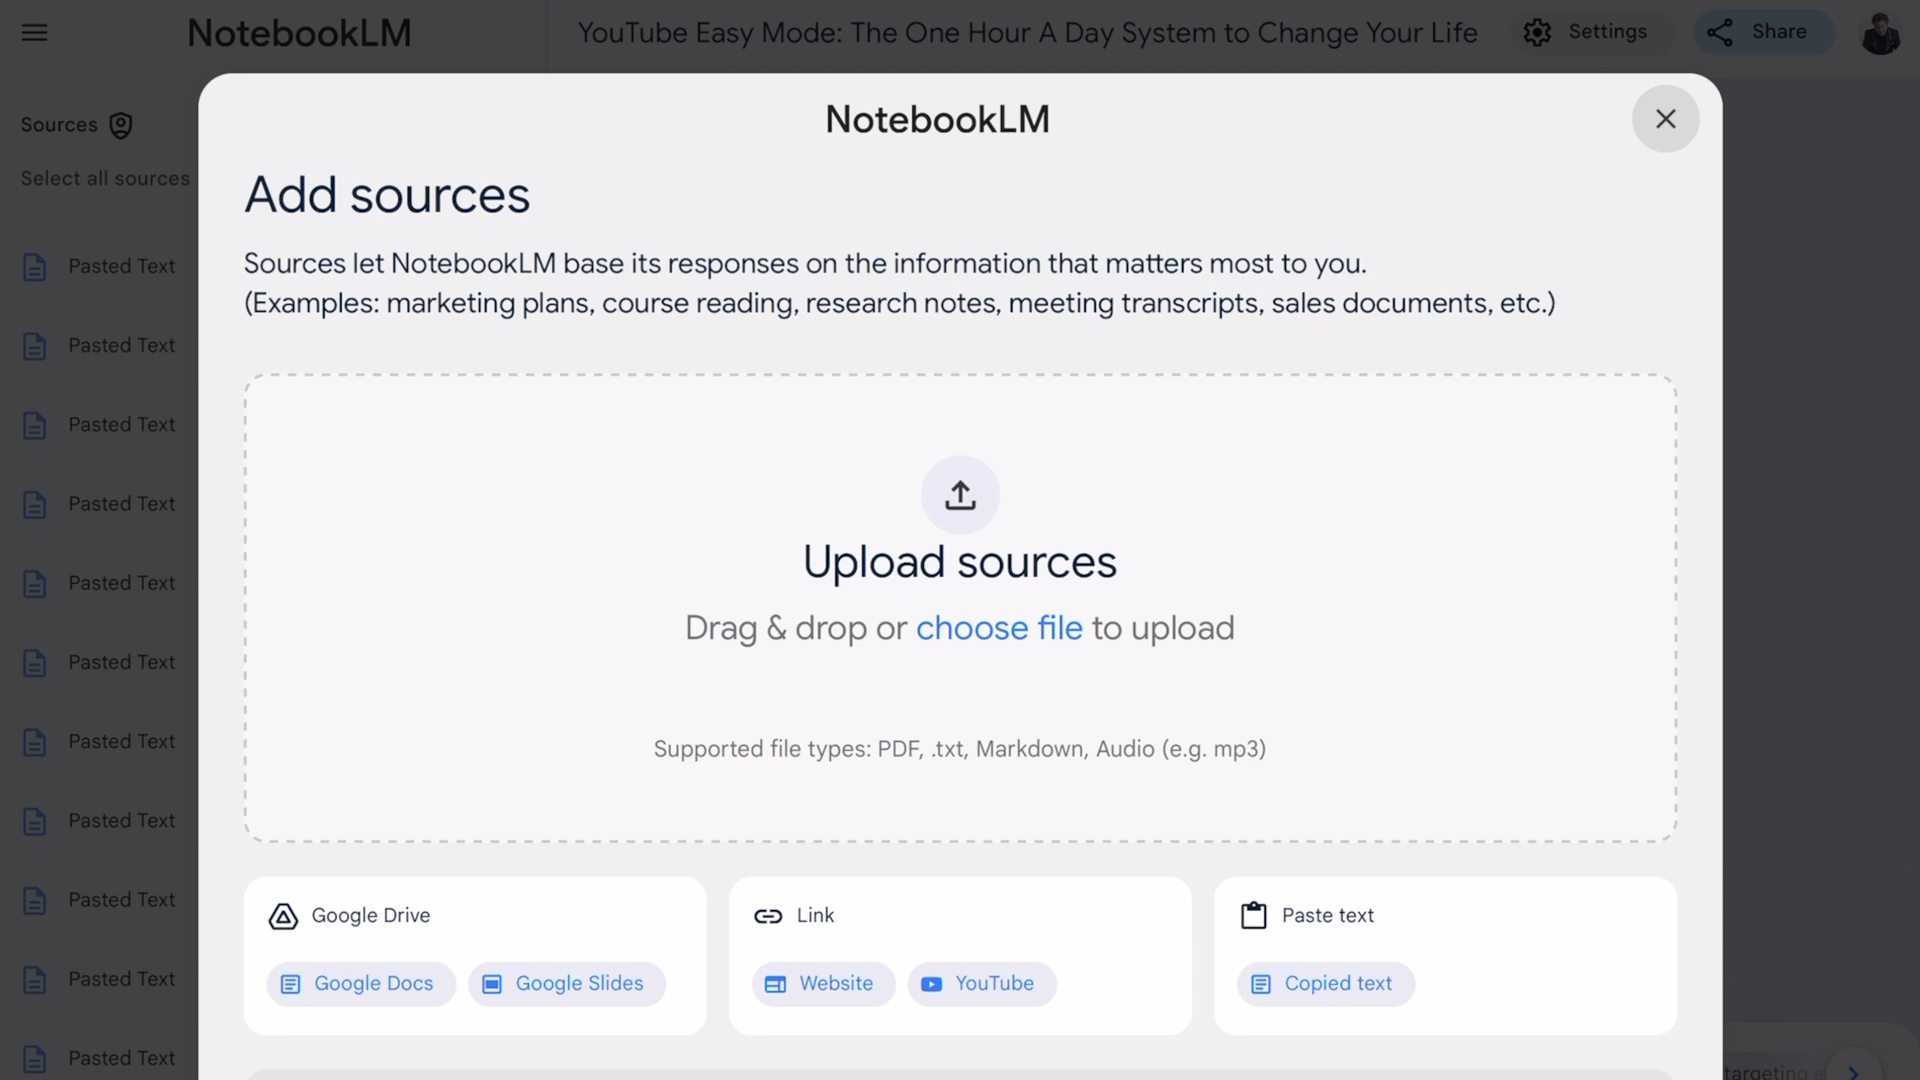 NotebookLM
YouTube Easy Mode: The One Hour A Day System to Change Your Life
Settings
Share
Sources
Select all sources
Pasted Text
Pasted Text
Pasted Text
Pasted Text
Pasted Text
Pasted Text
Pasted Text
Pasted Text
Pasted Text
Pasted Text
Pasted Text
NotebookLM
Add sources
Sources let NotebookLM base its responses on the information that matters most to you.
(Examples: marketing plans, course reading, research notes, meeting transcripts, sales documents, etc.)
Upload sources
Drag & drop or choose file to upload
Supported file types: PDF, .txt, Markdown, Audio (e.g. mp3)
Google Drive
Google Docs
Google Slides
Link
Website
YouTube
Paste text
Copied text
targeting